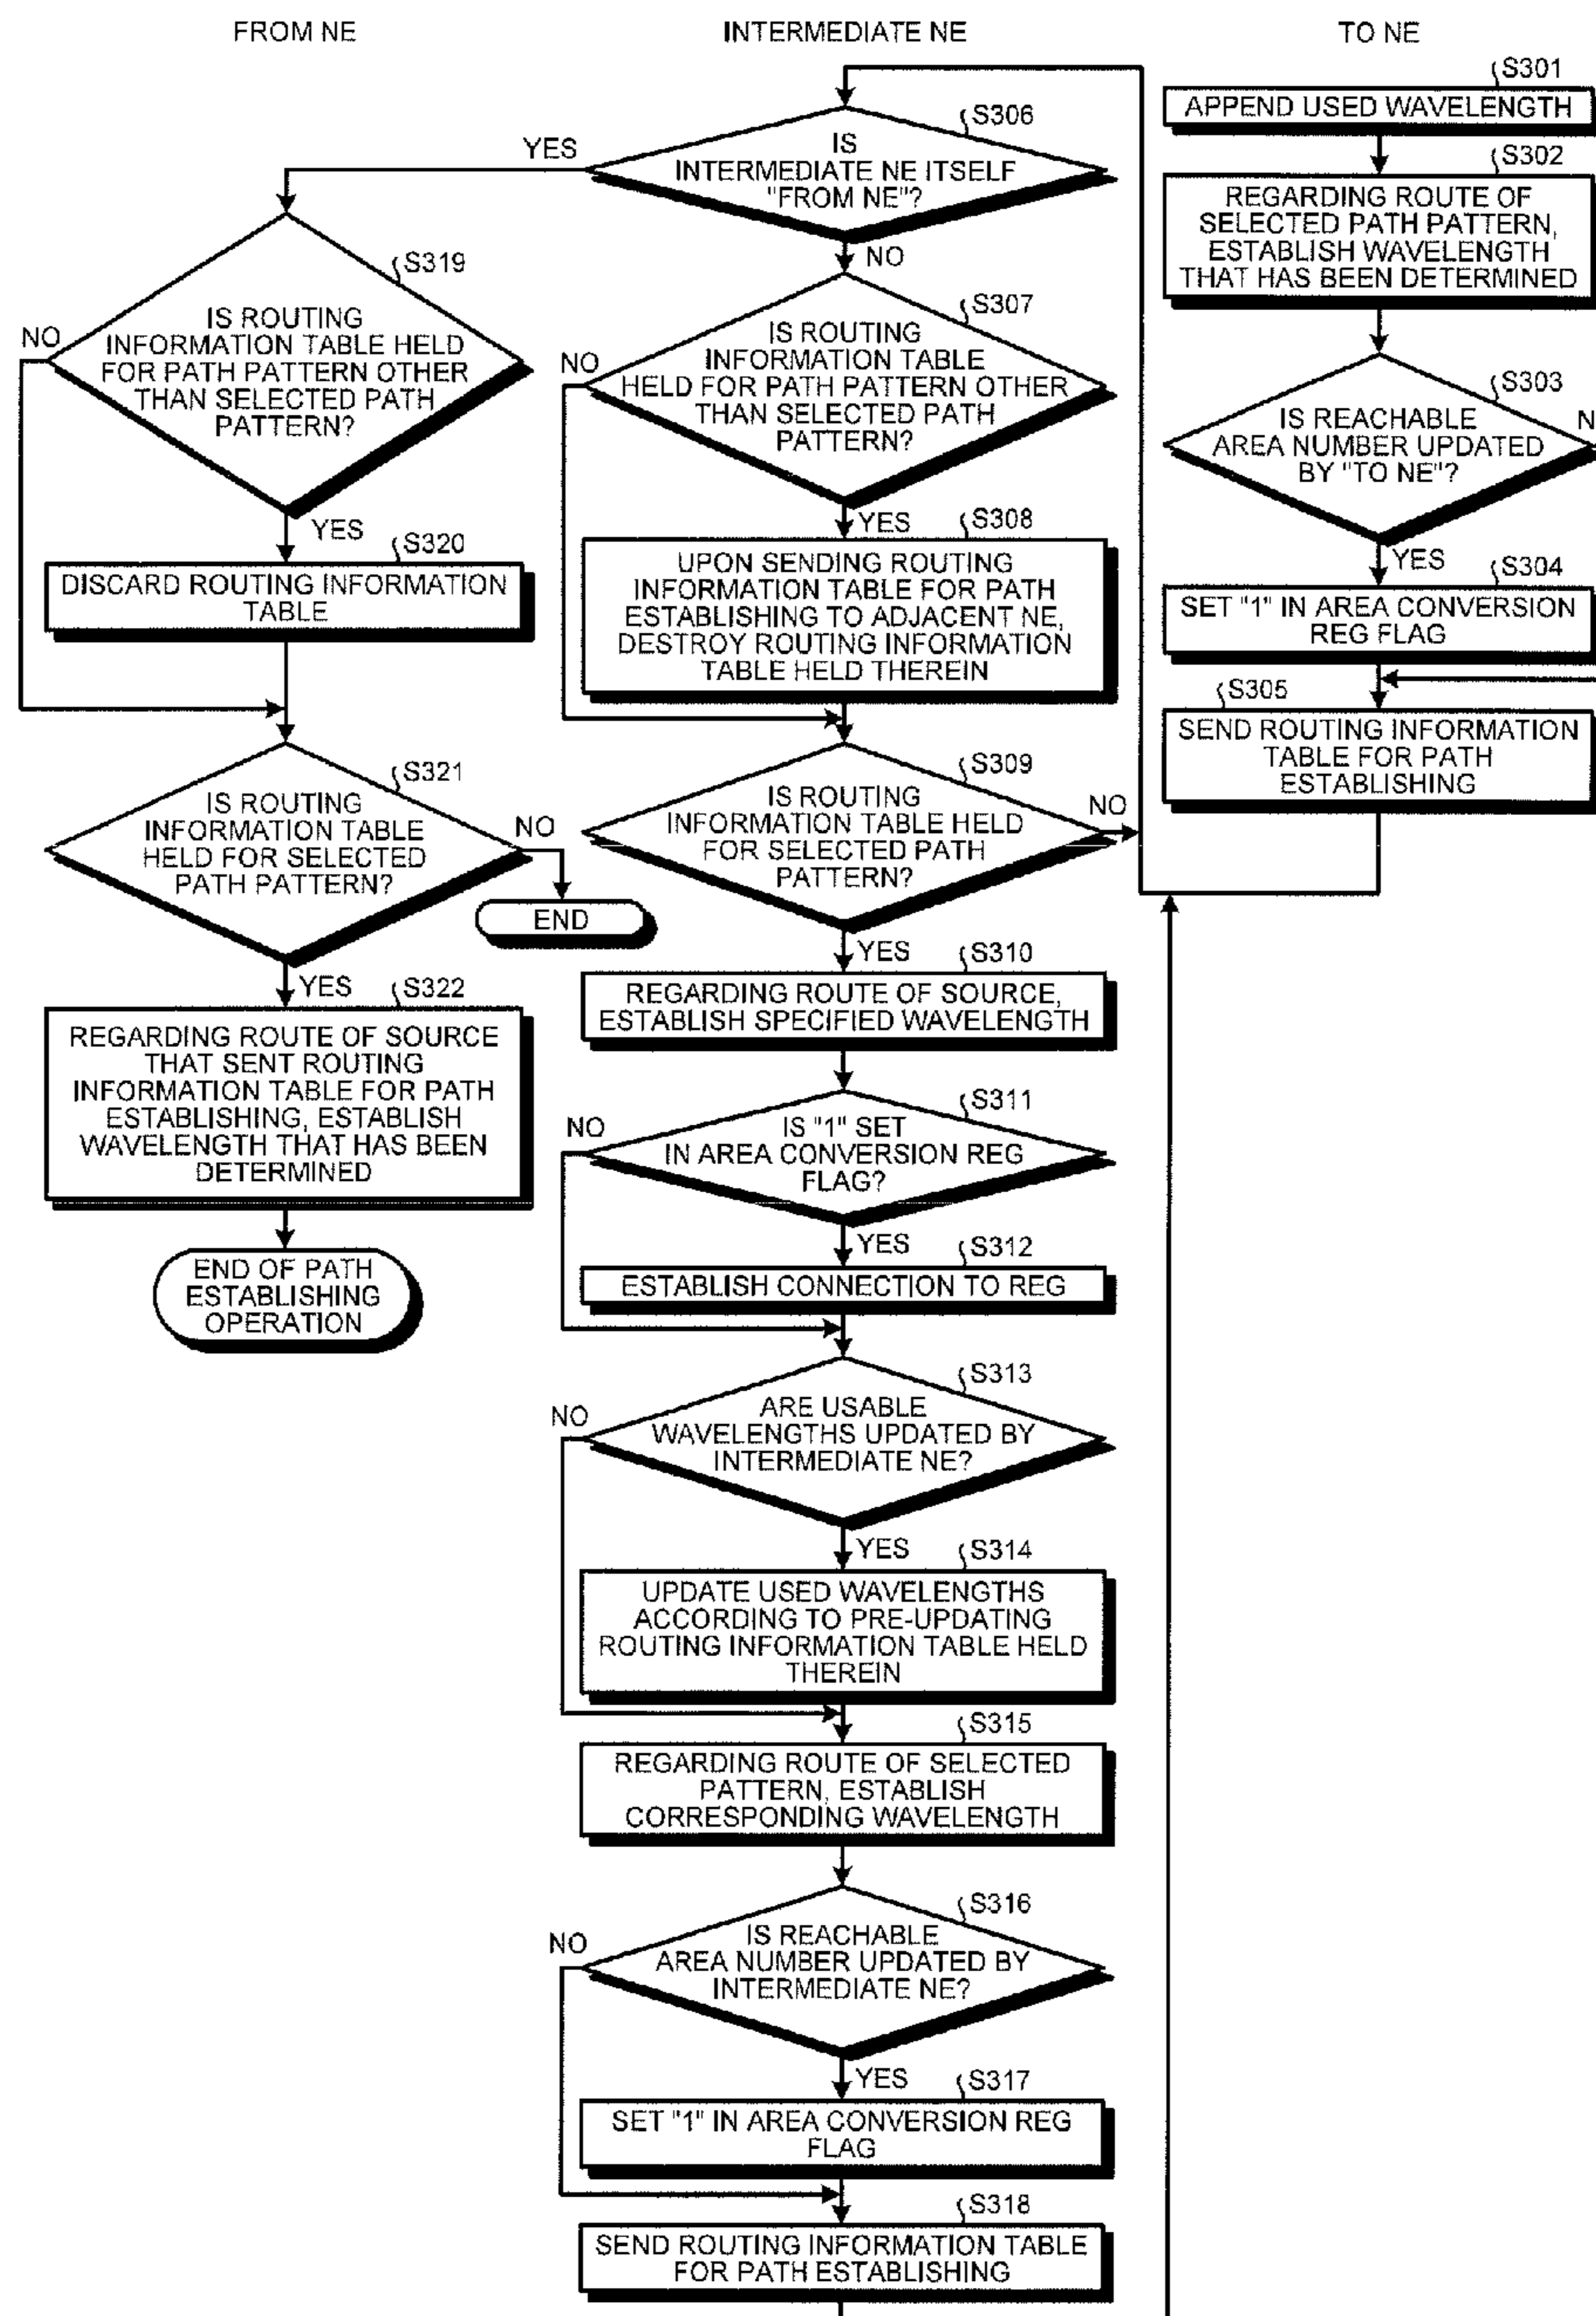 FROM NE
INTERMEDIATE NE
TO NE
S301
APPEND USED WAVELENGTH
S302
REGARDING ROUTE OF
SELECTED PATH PATTERN,
ESTABLISH WAVELENGTH
THAT HAS BEEN DETERMINED
S303
IS REACHABLE
AREA NUMBER UPDATED
BY "TO NE"?
N
YES
S304
SET "1" IN AREA CONVERSION
REG FLAG
S305
SEND ROUTING INFORMATION
TABLE FOR PATH
ESTABLISHING
S306
IS
INTERMEDIATE NE ITSELF
"FROM NE"?
YES
NO
S307
IS ROUTING
INFORMATION TABLE
HELD FOR PATH PATTERN OTHER
THAN SELECTED PATH
PATTERN?
NO
YES
S308
UPON SENDING ROUTING
INFORMATION TABLE FOR PATH
ESTABLISHING TO ADJACENT NE,
DESTROY ROUTING INFORMATION
TABLE HELD THEREIN
S309
IS ROUTING
INFORMATION TABLE HELD
FOR SELECTED PATH
PATTERN?
NO
YES
S310
REGARDING ROUTE OF SOURCE,
ESTABLISH SPECIFIED WAVELENGTH
S311
IS "1" SET
IN AREA CONVERSION REG
FLAG?
NO
YES
S312
ESTABLISH CONNECTION TO REG
S313
ARE USABLE
WAVELENGTHS UPDATED BY
INTERMEDIATE NE?
NO
YES
S314
UPDATE USED WAVELENGTHS
ACCORDING TO PRE-UPDATING
ROUTING INFORMATION TABLE HELD
THEREIN
S315
REGARDING ROUTE OF SELECTED
PATTERN, ESTABLISH
CORRESPONDING WAVELENGTH
S316
IS REACHABLE
AREA NUMBER UPDATED BY
INTERMEDIATE NE?
NO
YES
S317
SET "1" IN AREA CONVERSION REG
FLAG
S318
SEND ROUTING INFORMATION TABLE
FOR PATH ESTABLISHING
S319
IS ROUTING
INFORMATION TABLE HELD
FOR PATH PATTERN OTHER
THAN SELECTED PATH
PATTERN?
NO
YES
S320
DISCARD ROUTING INFORMATION
TABLE
S321
IS ROUTING
INFORMATION TABLE
HELD FOR SELECTED
PATH PATTERN?
NO
END
YES
S322
REGARDING ROUTE OF SOURCE
THAT SENT ROUTING
INFORMATION TABLE FOR PATH
ESTABLISHING, ESTABLISH
WAVELENGTH THAT HAS BEEN
DETERMINED
END OF PATH
ESTABLISHING
OPERATION